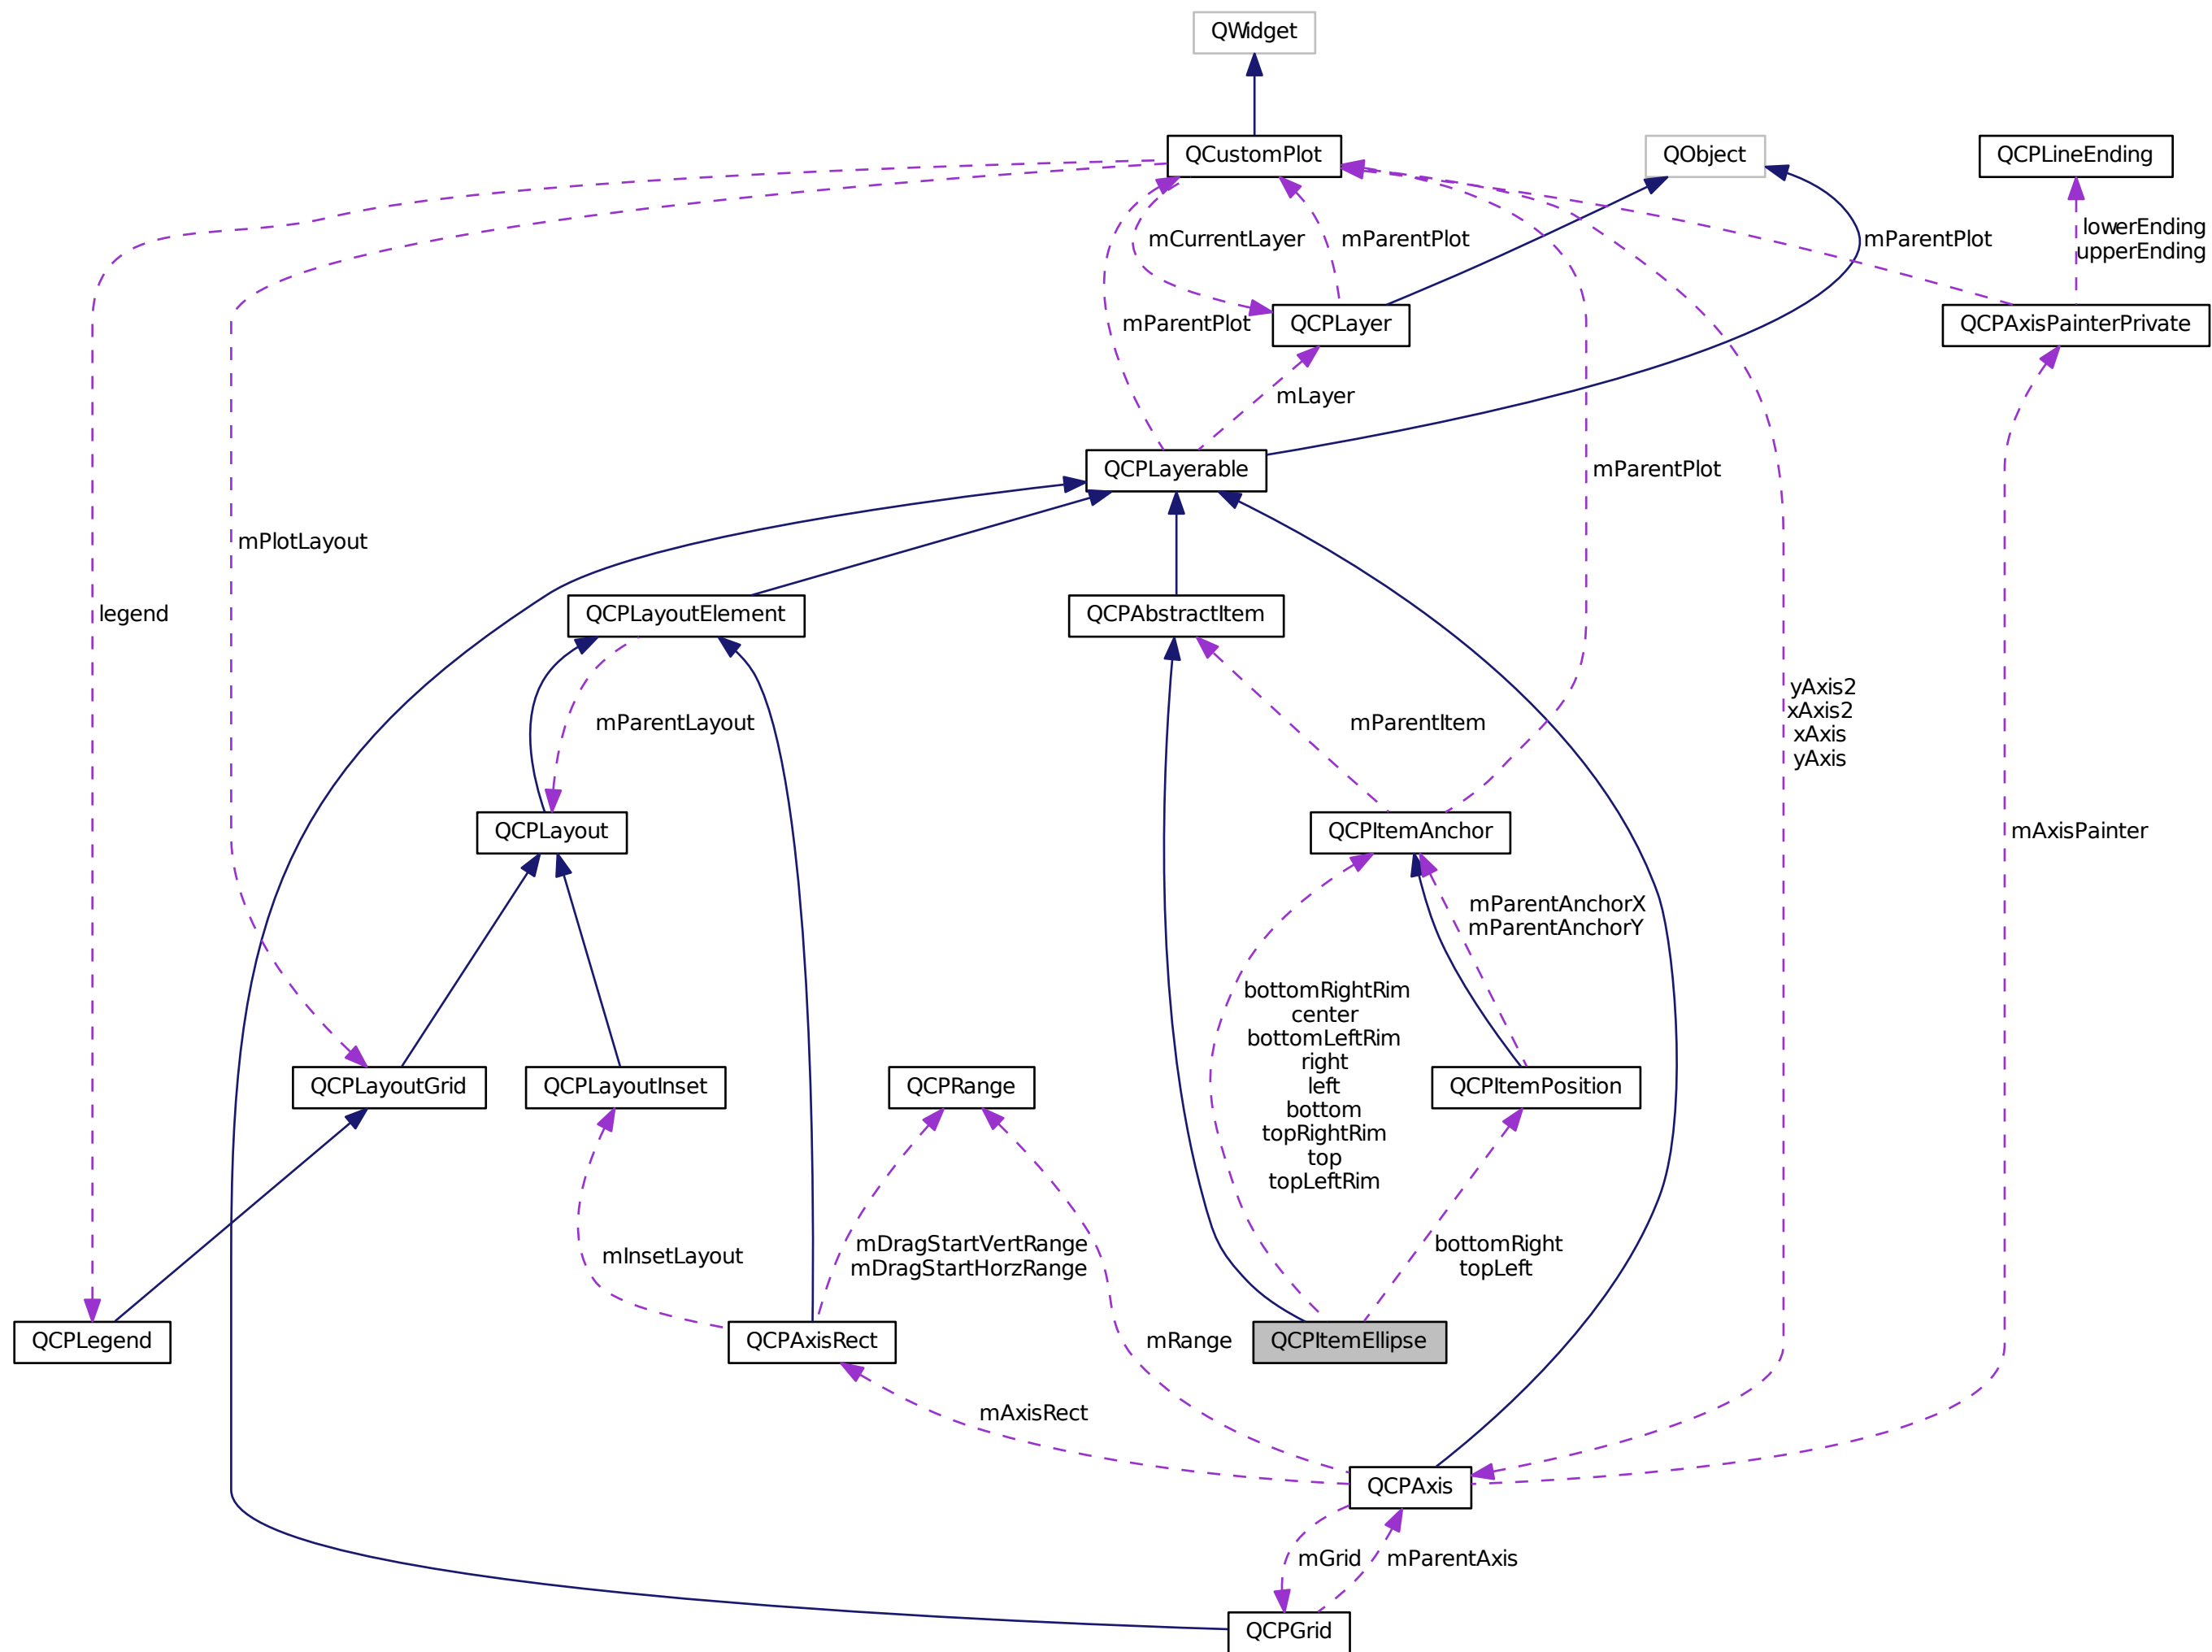 QWidget
QCustomPlot
QObject
QCPLineEnding
mCurrentLayer
mParentPlot
mParentPlot
lowerEnding
upperEnding
mParentPlot
QCPLayer
QCPAxisPainterPrivate
mLayer
QCPLayerable
mParentPlot
mPlotLayout
legend
QCPLayoutElement
QCPAbstractItem
mParentLayout
mParentItem
yAxis2
xAxis2
xAxis
yAxis
QCPLayout
QCPItemAnchor
mAxisPainter
mParentAnchorX
mParentAnchorY
bottomRightRim
center
bottomLeftRim
right
left
bottom
topRightRim
top
topLeftRim
QCPLayoutGrid
QCPLayoutInset
QCPRange
QCPItemPosition
mInsetLayout
mDragStartVertRange
mDragStartHorzRange
bottomRight
topLeft
QCPLegend
QCPAxisRect
mRange
QCPItemEllipse
mAxisRect
QCPAxis
mGrid
mParentAxis
QCPGrid